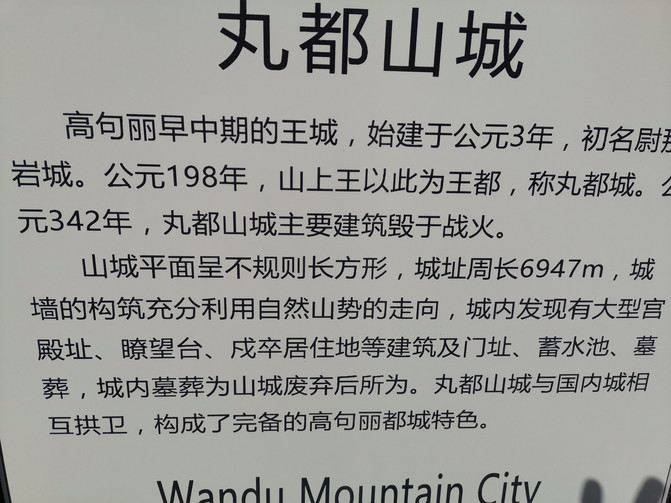 丸都山城
高句丽早中期的王城，始建于公元3年，初名尉那
岩城。公元198年，山上王以此为王都，称丸都城。公
元342年，丸都山城主要建筑毁于战火。
山城平面呈不规则长方形，城址周长6947m，城
墙的构筑充分利用自然山势的走向，城内发现有大型宫
殿址、瞭望台、戍卒居住地等建筑及门址、蓄水池、墓
葬，城内墓葬为山城废弃后所为。丸都山城与国内城相
互拱卫，构成了完备的高句丽都城特色。
Wandu Mountain City